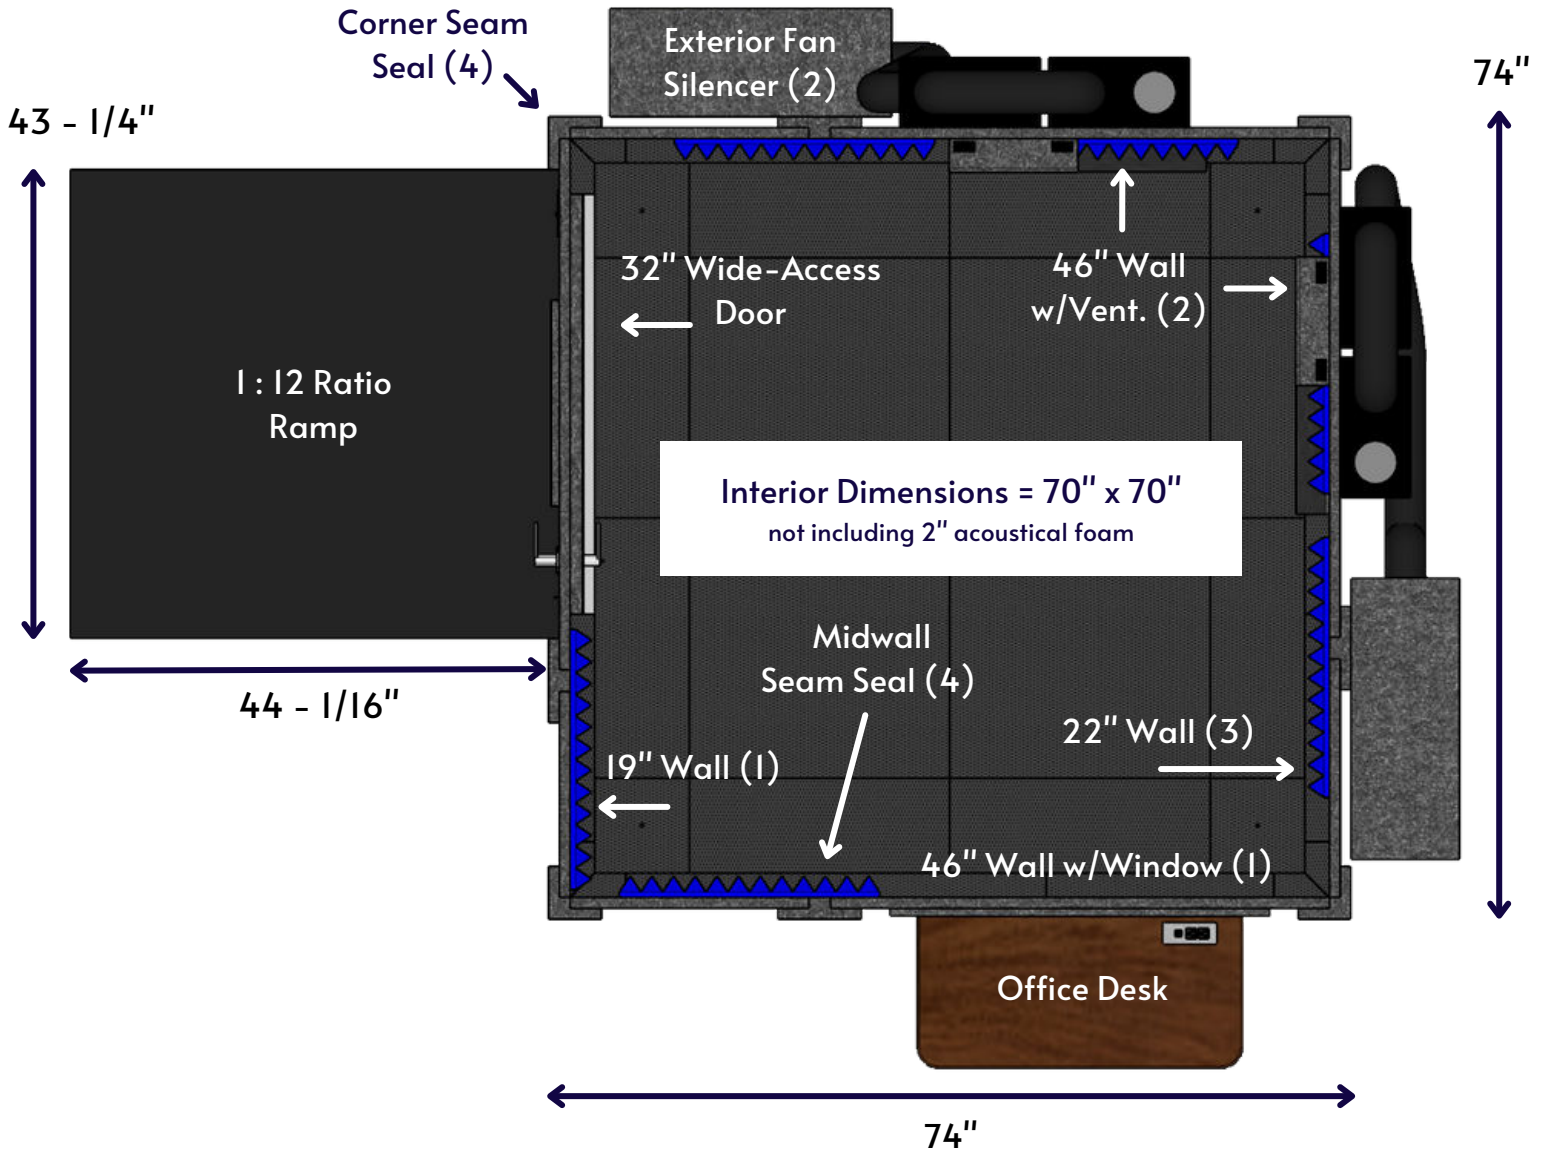 Corner Seam
Seal (4)
Exterior Fan
Silencer (2)
74"
43 - 1/4"
32" Wide-Access
Door
46" Wall
w/Vent. (2)
1 : 12 Ratio
Ramp
Interior Dimensions = 70" x 70"
not including 2" acoustical foam
Midwall
Seam Seal (4)
44 - 1/16"
22" Wall (3)
19" Wall (1)
46" Wall w/Window (1)
Office Desk
74"